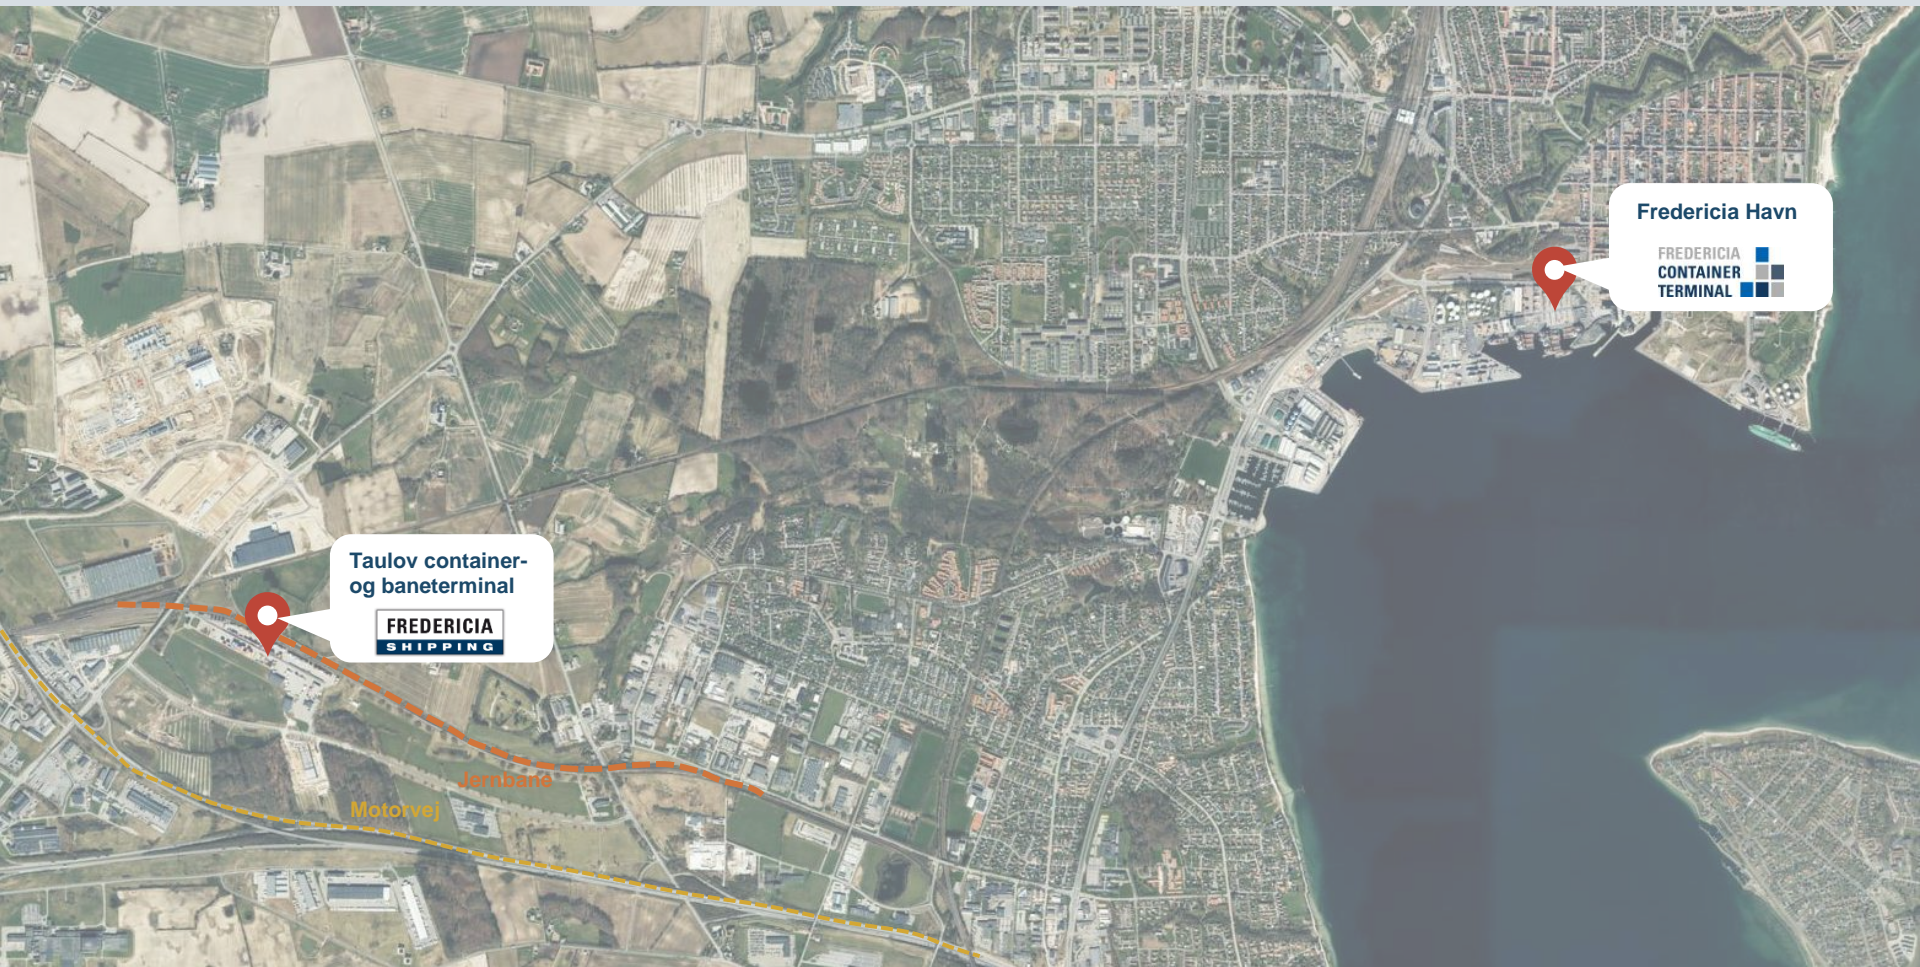 Fredericia Havn
FREDERICIA
CONTAINER
TERMINAL
Taulov container-
og baneterminal
FREDERICIA
SHIPPING
Jernbane
Motorvej